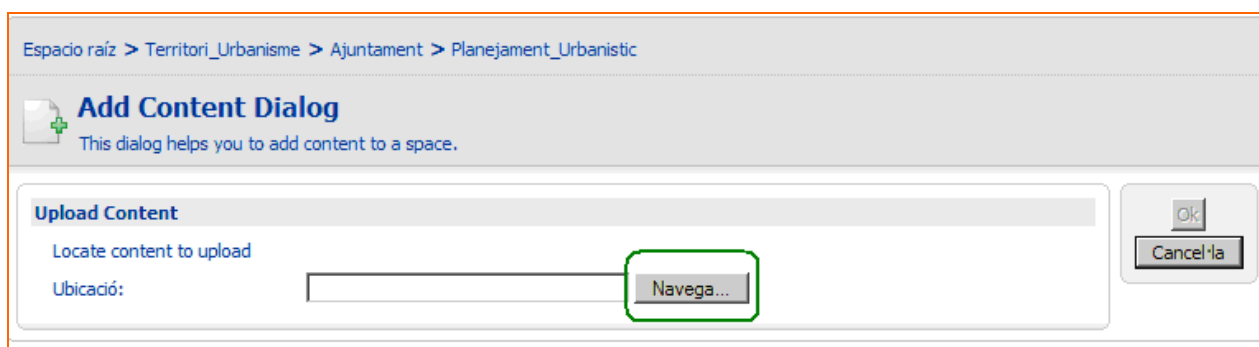 Espacio raíz > Territori_Urbanisme > Ajuntament > Planejament_Urbanistic
Add Content Dialog
This dialog helps you to add content to a space.
Upload Content
Locate content to upload
Ubicació:
Navega...
Ok
Cancel·la